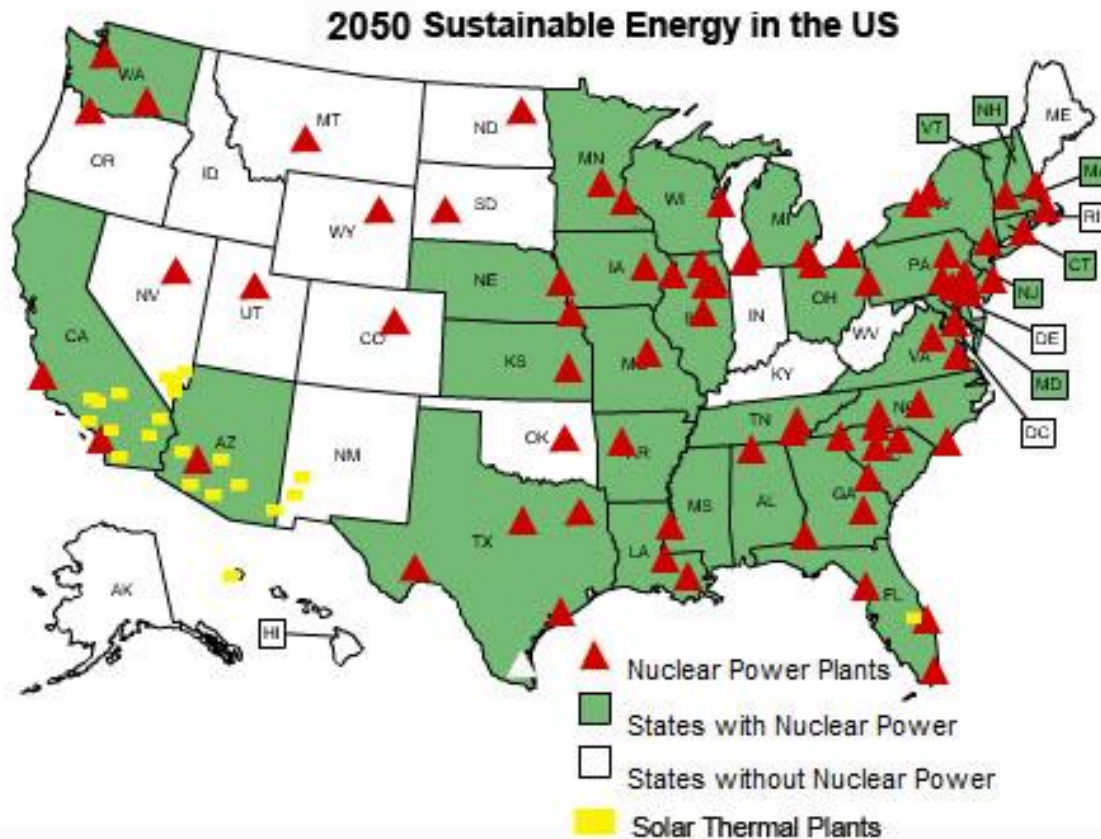 2050 Sustainable Energy in the US
WA
MT
ND
MN
VT
NH
ME
OR
ID
SD
WI
MI
MA
RI
WY
IA
PA
CT
NE
OH
NJ
NV
UT
IN
CA
CO
WV
DE
KS
VA
KY
MD
TN
DC
AZ
OK
NM
AR
MS
AL
GA
TX
LA
AK
FL
HI
Nuclear Power Plants
States with Nuclear Power
States without Nuclear Power
Solar Thermal Plants